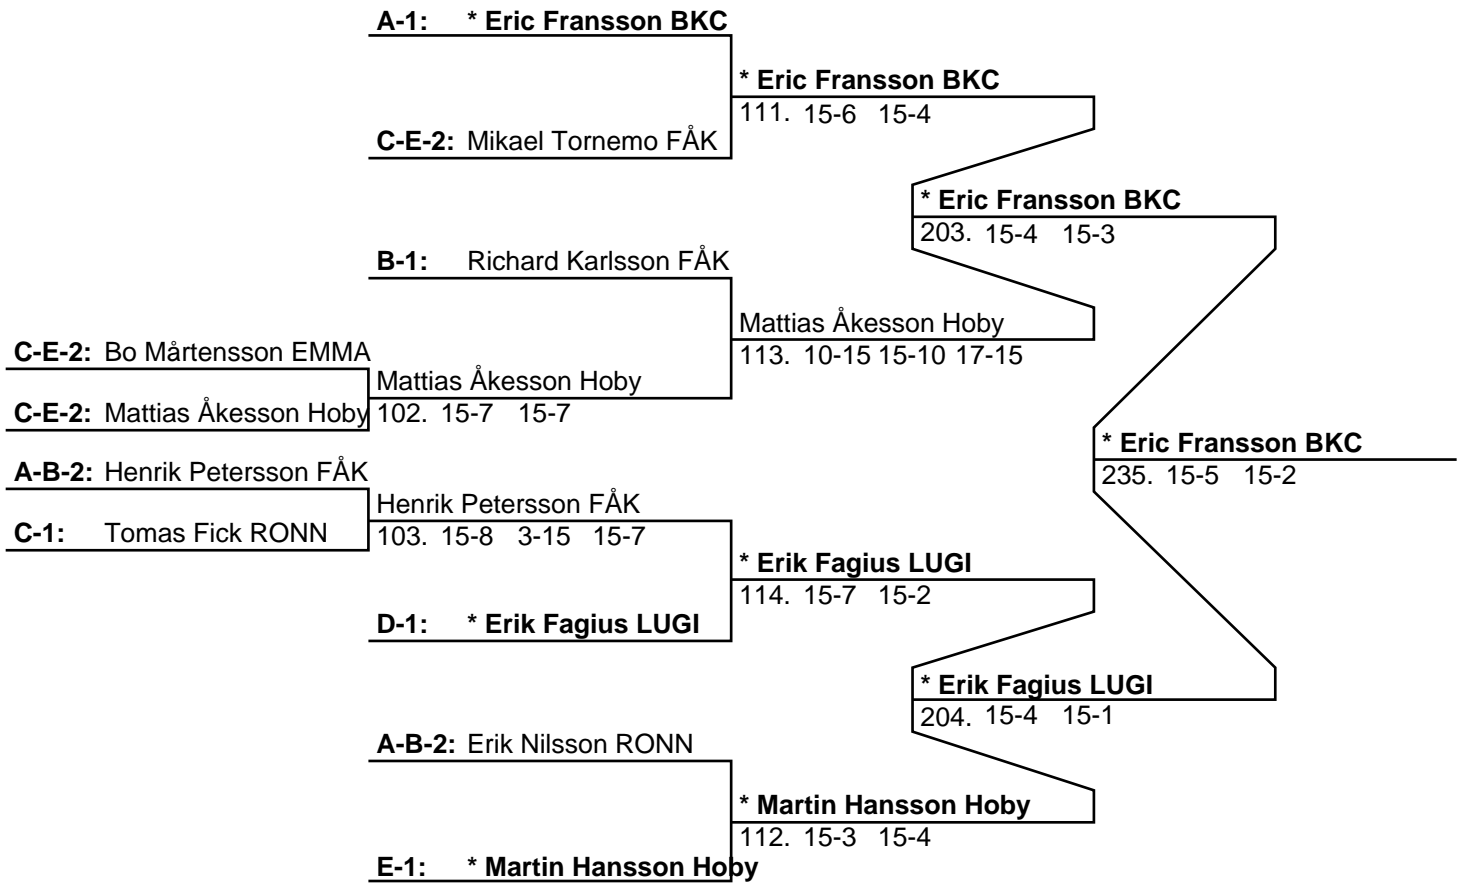 A-1: * Eric Fransson BKC
* Eric Fransson BKC
111. 15-6 15-4
C-E-2: Mikael Tornemo FÅK
* Eric Fransson BKC
203. 15-4 15-3
B-1: Richard Karlsson FÅK
Mattias Åkesson Hoby
113. 10-15 15-10 17-15
C-E-2: Bo Mårtensson EMMA
Mattias Åkesson Hoby
C-E-2: Mattias Åkesson Hoby 102. 15-7 15-7
* Eric Fransson BKC
235. 15-5 15-2
A-B-2: Henrik Petersson FÅK
Henrik Petersson FÅK
C-1: Tomas Fick RONN 103. 15-8 3-15 15-7
* Erik Fagius LUGI
114. 15-7 15-2
D-1: * Erik Fagius LUGI
* Erik Fagius LUGI
204. 15-4 15-1
A-B-2: Erik Nilsson RONN
* Martin Hansson Hoby
112. 15-3 15-4
E-1: * Martin Hansson Hoby